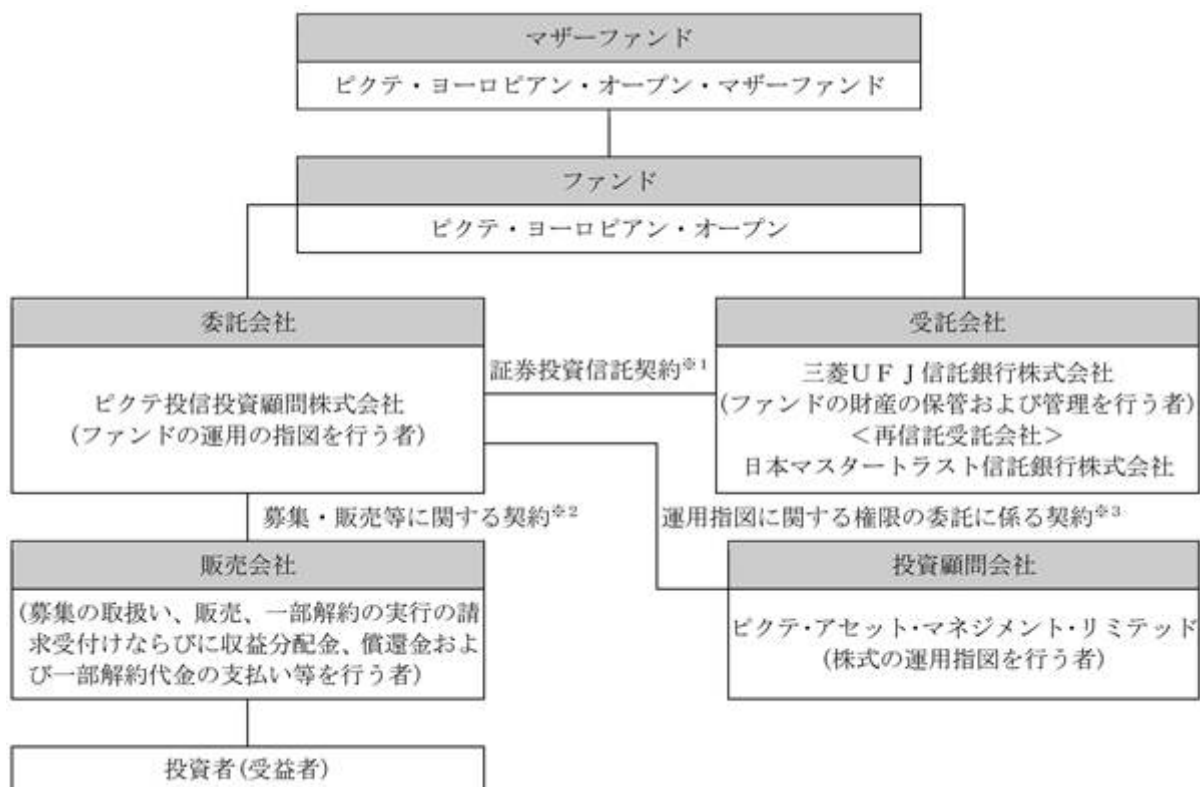 マザーファンド
ピクテ・ヨーロピアン・オープン・マザーファンド
ファンド
ピクテ・ヨーロピアン・オープン
委託会社
ピクテ投信投資顧問株式会社
(ファンドの運用の指図を行う者)
証券投資信託契約※1
受託会社
三菱UFJ信託銀行株式会社
(ファンドの財産の保管および管理を行う者)
<再信託受託会社>
日本マスタートラスト信託銀行株式会社
募集・販売等に関する契約※2
運用指図に関する権限の委託に係る契約※3
販売会社
(募集の取扱い、販売、一部解約の実行の請
求受付けならびに収益分配金、償還金およ
び一部解約代金の支払い等を行う者)
投資顧問会社
ピクテ・アセット・マネジメント・リミテッド
(株式の運用指図を行う者)
投資者(受益者)